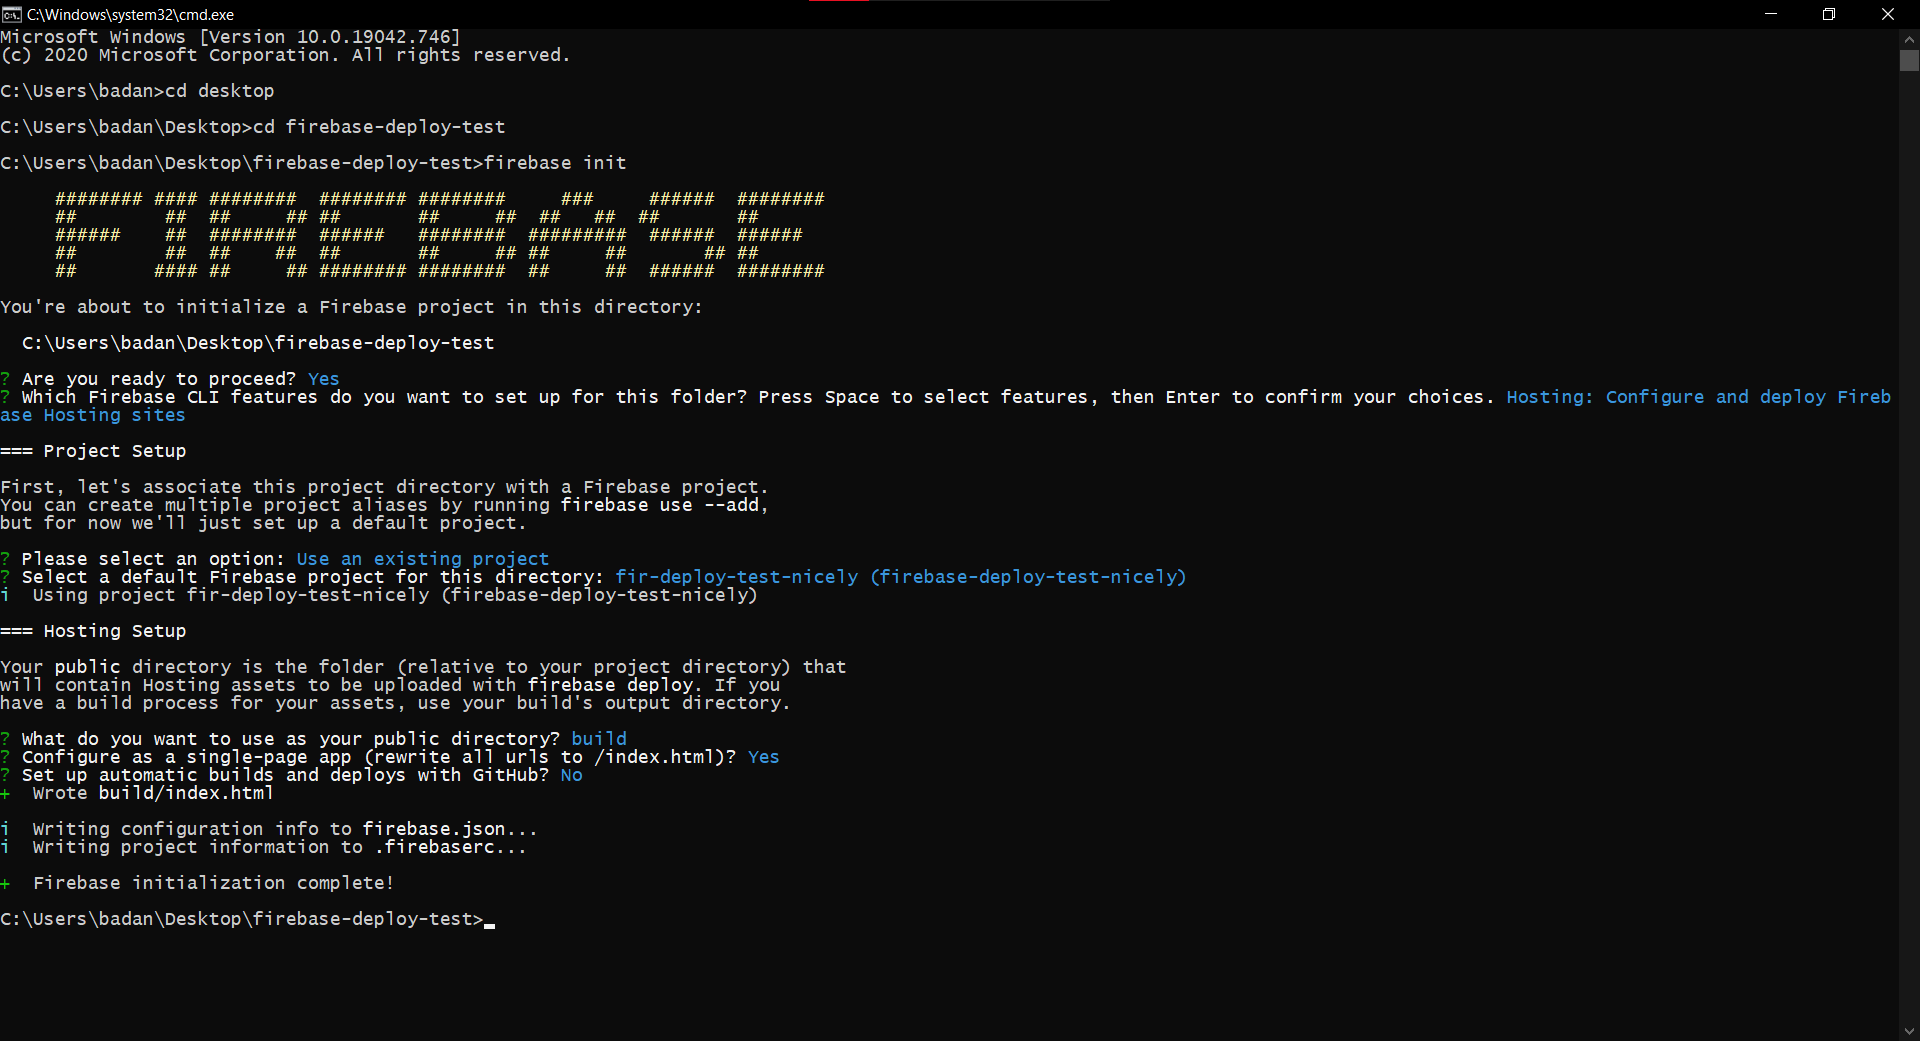 C:\Windows\system32\cmd.exe
Microsoft Windows [Version 10.0.19042.746]
(c) 2020 Microsoft Corporation. All rights reserved.
C:\Users\badan>cd desktop
C:\Users\badan\Desktop>cd firebase-deploy-test
C:\Users\badan\Desktop\firebase-deploy-test>firebase init
     ######## #### ########  ######## ########     ###     ######  ########
     ##        ##  ##     ## ##       ##     ##  ##   ##  ##       ##
     ######    ##  ########  ######   ########  #########  ######  ######
     ##        ##  ##    ##  ##       ##     ## ##     ##       ## ##
     ##       #### ##     ## ######## ########  ##     ##  ######  ########
You're about to initialize a Firebase project in this directory:
  C:\Users\badan\Desktop\firebase-deploy-test
? Are you ready to proceed? Yes
? Which Firebase CLI features do you want to set up for this folder? Press Space to select features, then Enter to confirm your choices. Hosting: Configure and deploy Fireb
ase Hosting sites
=== Project Setup
First, let's associate this project directory with a Firebase project.
You can create multiple project aliases by running firebase use --add,
but for now we'll just set up a default project.
? Please select an option: Use an existing project
? Select a default Firebase project for this directory: fir-deploy-test-nicely (firebase-deploy-test-nicely)
i  Using project fir-deploy-test-nicely (firebase-deploy-test-nicely)
=== Hosting Setup
Your public directory is the folder (relative to your project directory) that
will contain Hosting assets to be uploaded with firebase deploy. If you
have a build process for your assets, use your build's output directory.
? What do you want to use as your public directory? build
? Configure as a single-page app (rewrite all urls to /index.html)? Yes
? Set up automatic builds and deploys with GitHub? No
+  Wrote build/index.html
i  Writing configuration info to firebase.json...
i  Writing project information to .firebaserc...
+  Firebase initialization complete!
C:\Users\badan\Desktop\firebase-deploy-test>